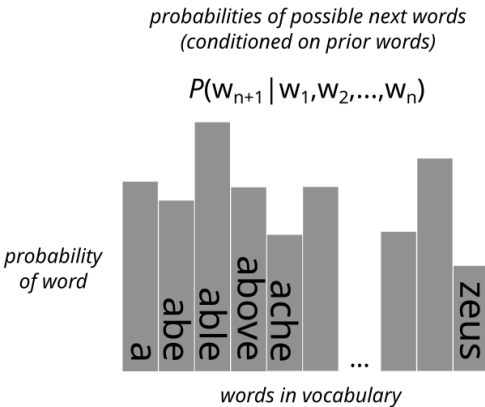 probabilities of possible next words
(conditioned on prior words)
P(wₙ₊₁|w₁,w₂,...,wₙ)
probability
of word
a
abe
able
above
ache
...
zeus
words in vocabulary